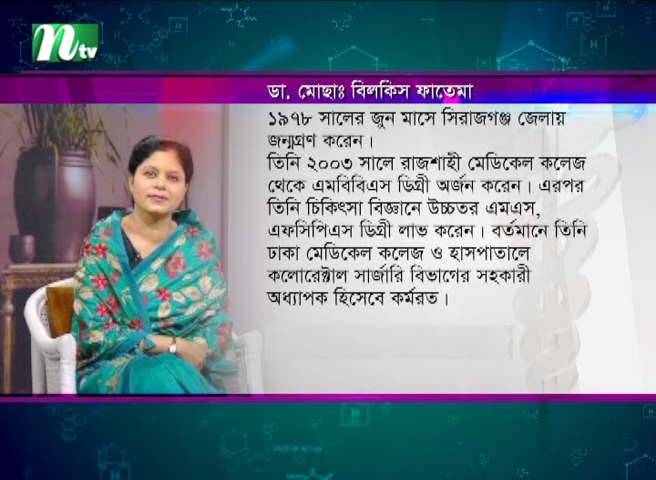 ntv
ডা. মোছাঃ বিলকিস ফাতেমা
১৯৭৮ সালের জুন মাসে সিরাজগঞ্জ জেলায়
জন্মগ্রণ করেন।
তিনি ২০০৩ সালে রাজশাহী মেডিকেল কলেজ
থেকে এমবিবিএস ডিগ্রী অর্জন করেন। এরপর
তিনি চিকিৎসা বিজ্ঞানে উচ্চতর এমএস,
এফসিপিএস ডিগ্রী লাভ করেন। বর্তমানে তিনি
ঢাকা মেডিকেল কলেজ ও হাসপাতালে
কলোরেক্টাল সার্জারি বিভাগের সহকারী
অধ্যাপক হিসেবে কর্মরত।